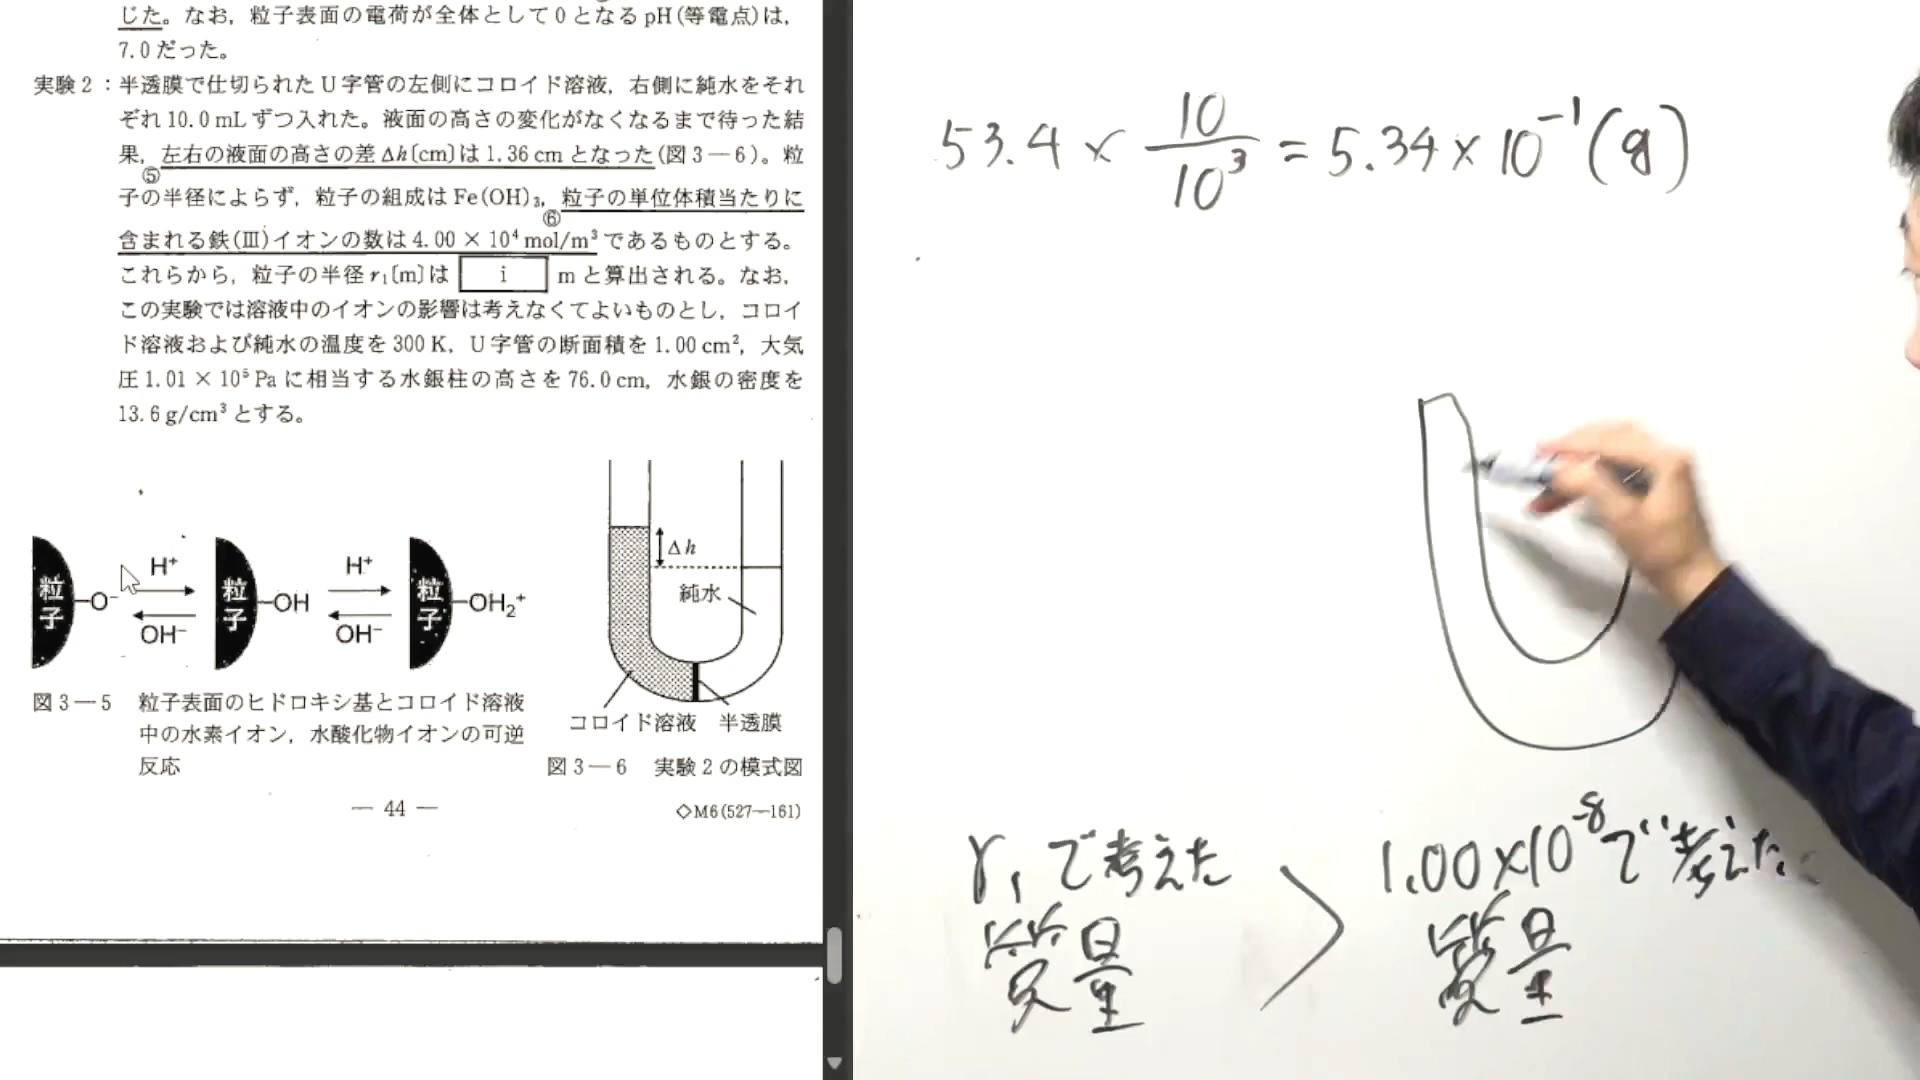 じた。なお，粒子表面の電荷が全体として0となるpH(等電点)は，
7.0だった。
実験2：半透膜で仕切られたU字管の左側にコロイド溶液，右側に純水をそれ
ぞれ10.0 mLずつ入れた。液面の高さの変化がなくなるまで待った結
果，左右の液面の高さの差Δh〔cm〕は1.36 cmとなった(図3－6)。粒
⑤
子の半径によらず，粒子の組成はFe(OH)₃，粒子の単位体積当たりに
⑥
含まれる鉄(Ⅲ)イオンの数は4.00 × 10⁴ mol/m³であるものとする。
これらから，粒子の半径r₁〔m〕は i mと算出される。なお，
この実験では溶液中のイオンの影響は考えなくてよいものとし，コロイ
ド溶液および純水の温度を300 K，U字管の断面積を1.00 cm²，大気
圧1.01 × 10⁵ Paに相当する水銀柱の高さを76.0 cm，水銀の密度を
13.6 g/cm³とする。
粒子 －O⁻ H⁺ OH⁻ 粒子 －OH H⁺ OH⁻ 粒子 －OH₂⁺
図3－5 粒子表面のヒドロキシ基とコロイド溶液
中の水素イオン，水酸化物イオンの可逆
反応
Δh
純水
コロイド溶液 半透膜
図3－6 実験2の模式図
— 44 —
◇M6(527—161)
53.4 × 10/10³ = 5.34 × 10⁻¹ (g)
r₁で考えた質量 > 1.00×10⁻⁸で考えた質量